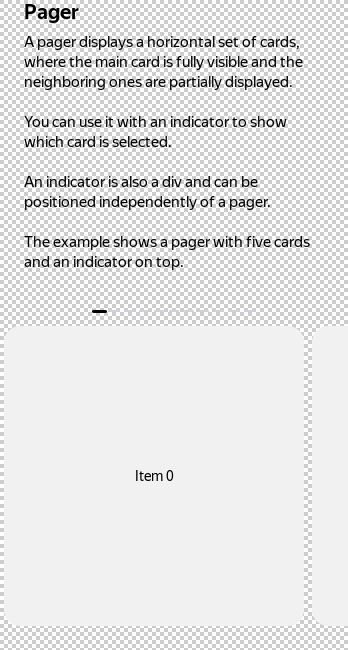 Pager
A pager displays a horizontal set of cards,
where the main card is fully visible and the
neighboring ones are partially displayed.
You can use it with an indicator to show
which card is selected.
An indicator is also a div and can be
positioned independently of a pager.
The example shows a pager with five cards
and an indicator on top.
Item 0